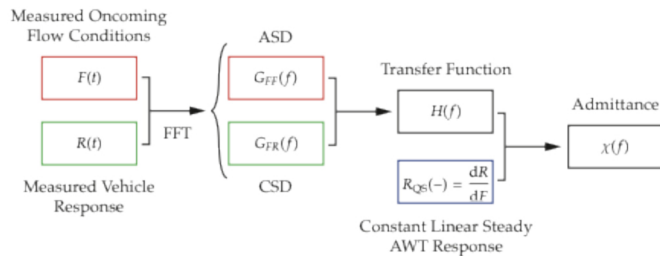 Measured Oncoming
Flow Conditions
F(t)
R(t)
Measured Vehicle
Response
FFT
ASD
G_FF(f)
G_FR(f)
CSD
Transfer Function
H(f)
R_QS(−) = dR/dF
Constant Linear Steady
AWT Response
Admittance
χ(f)